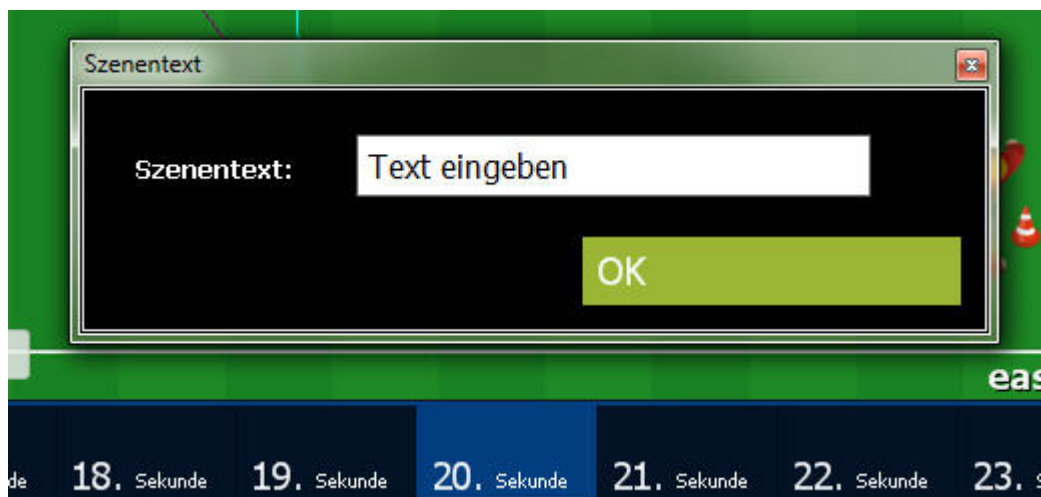 Szenentext
Szenentext: Text eingeben
OK
eas
de 18. Sekunde 19. Sekunde 20. Sekunde 21. Sekunde 22. Sekunde 23.